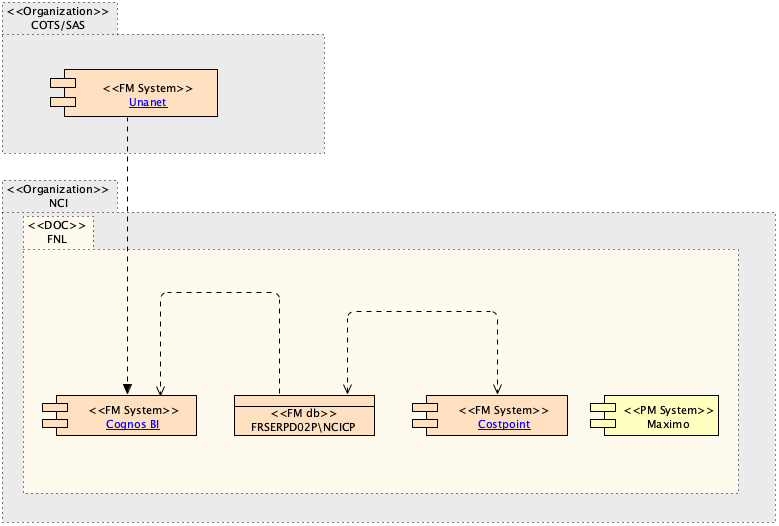 <<Organization>>
COTS/SAS
<<FM System>>
Unanet
<<Organization>>
NCI
<<DOC>>
FNL
<<FM System>>
Cognos BI
<<FM db>>
FRSERPD02P\NCICP
<<FM System>>
Costpoint
<<PM System>>
Maximo